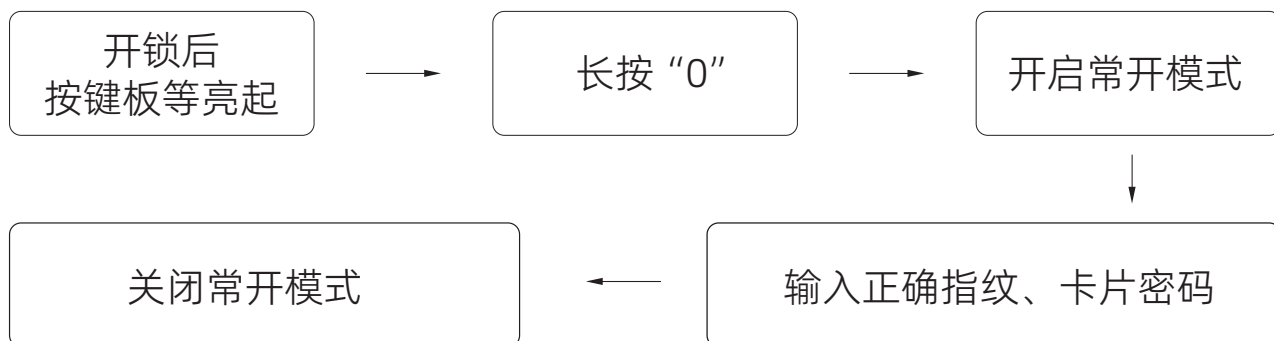 开锁后
按键板等亮起
长按 “0”
开启常开模式
输入正确指纹、卡片密码
关闭常开模式